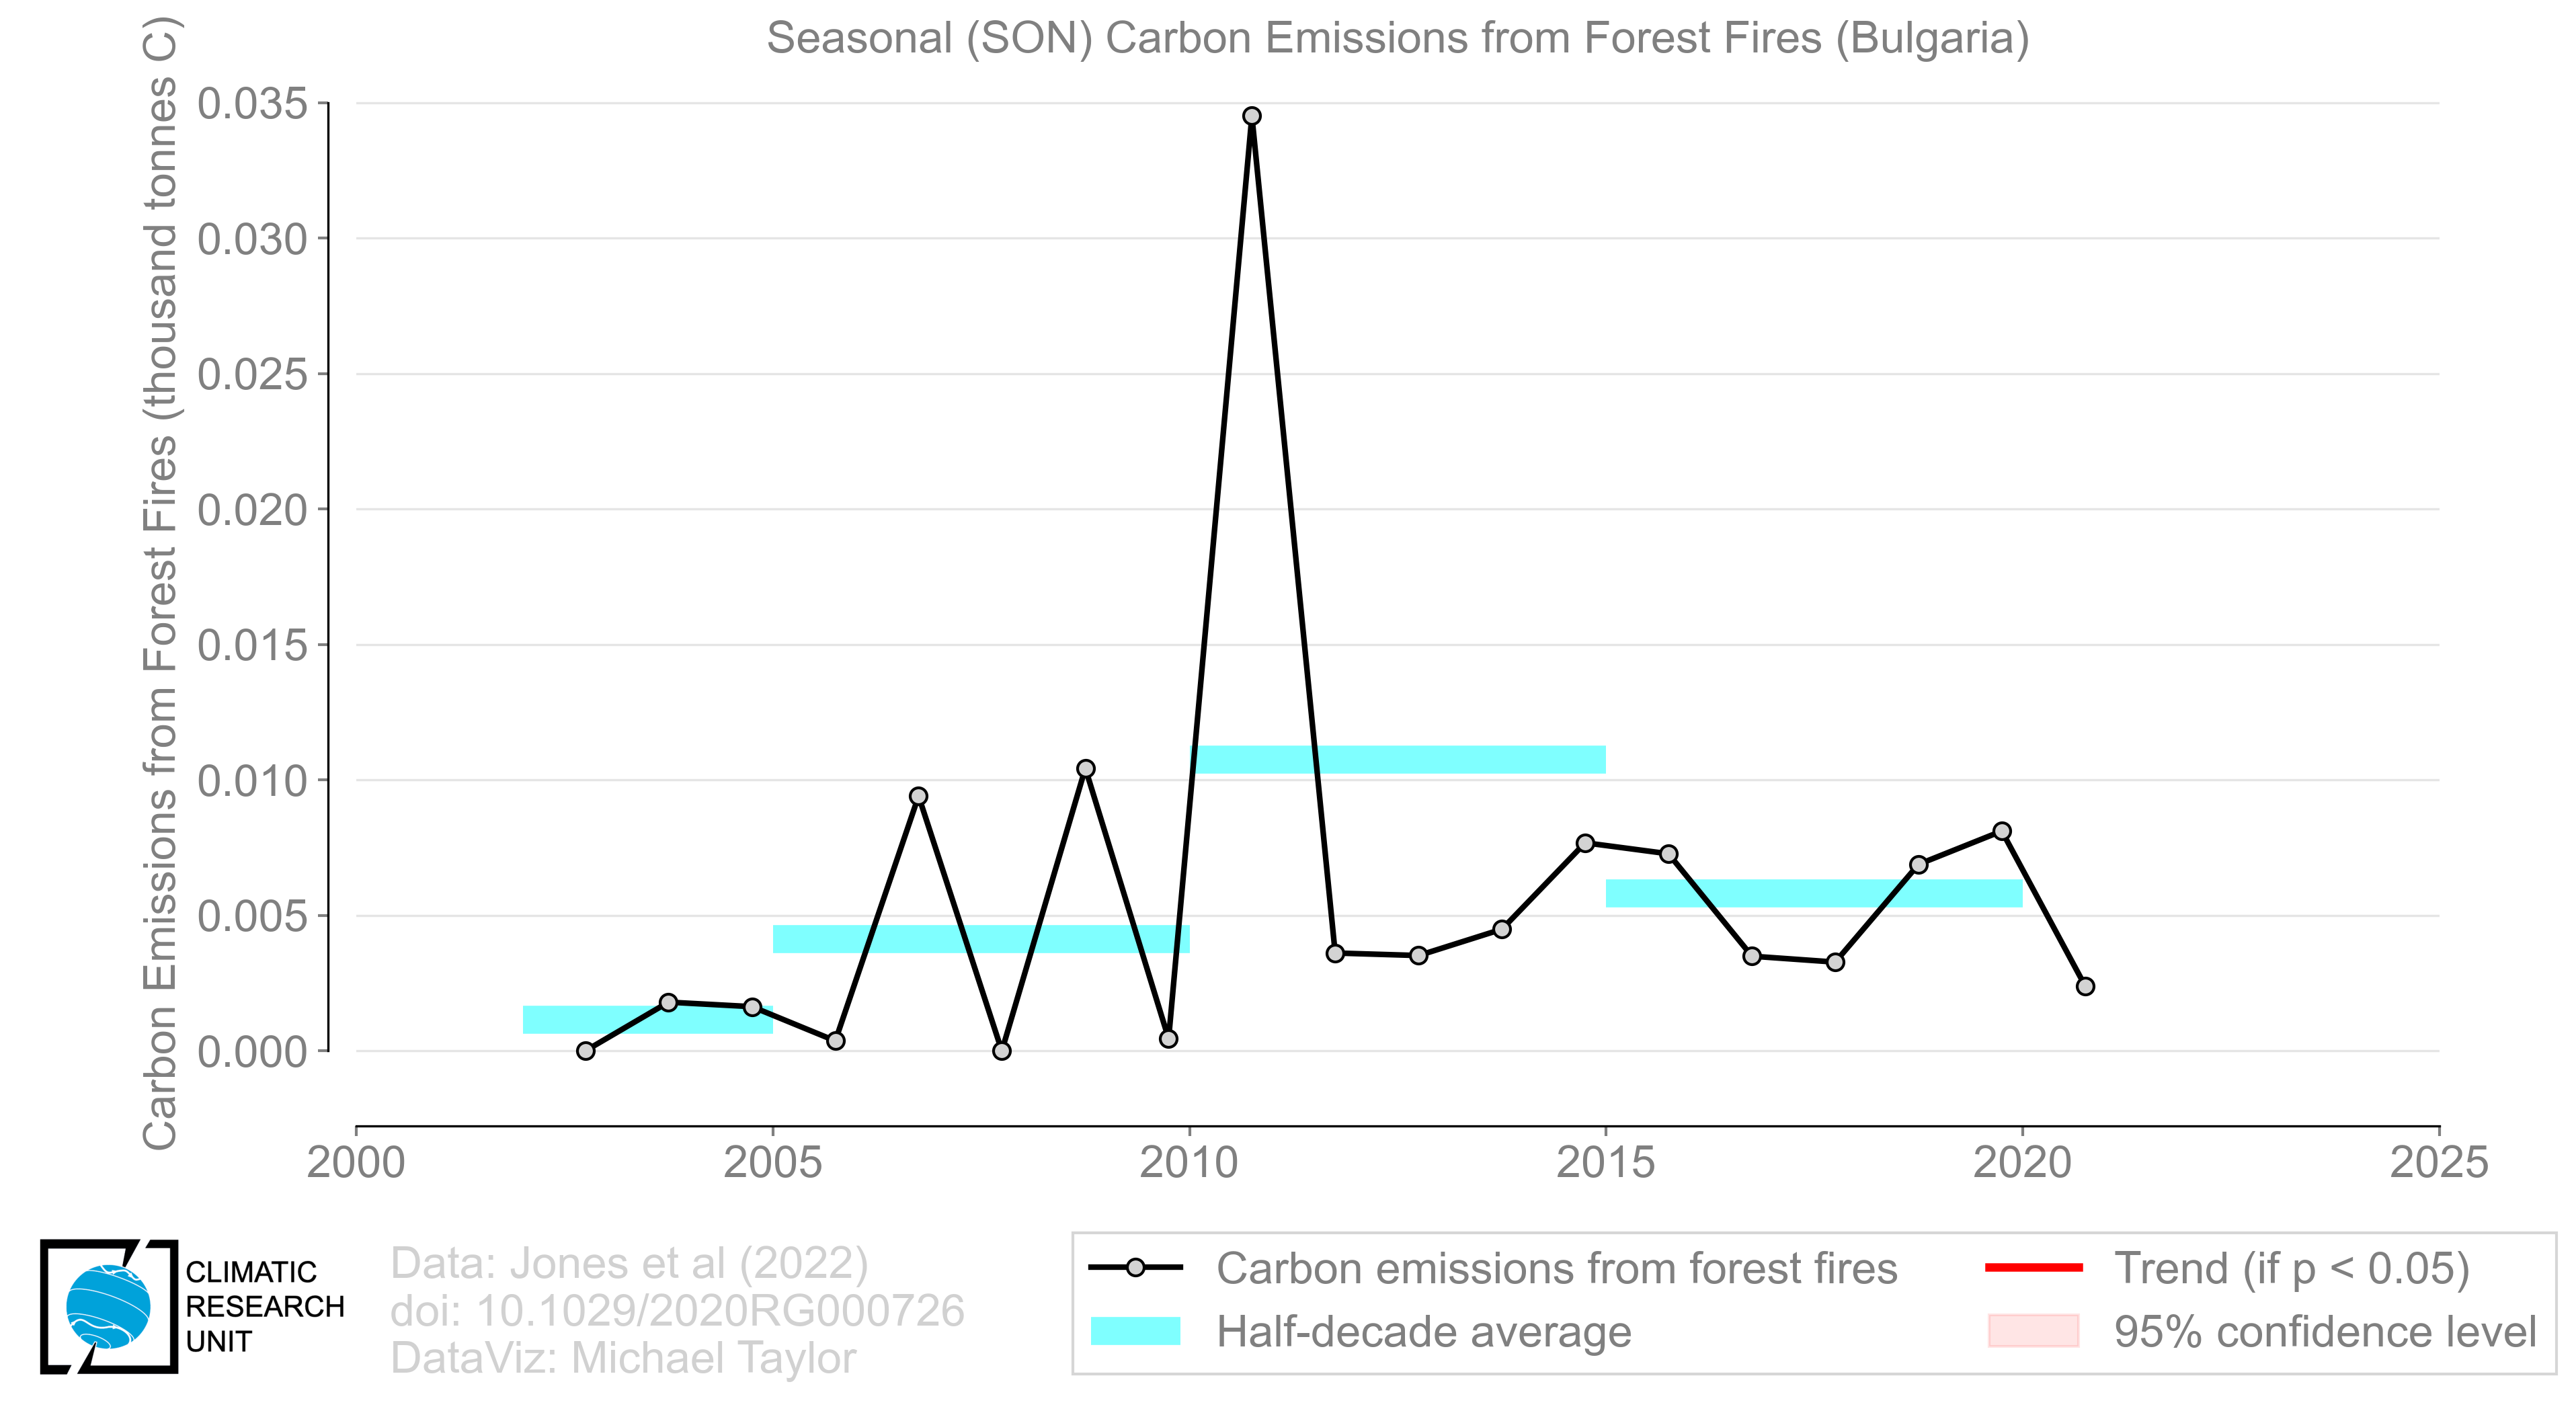 Seasonal (SON) Carbon Emissions from Forest Fires (Bulgaria)
Carbon Emissions from Forest Fires (thousand tonnes C)
0.035
0.030
0.025
0.020
0.015
0.010
0.005
0.000
2000 2005 2010 2015 2020 2025
CLIMATIC
RESEARCH
UNIT
Data: Jones et al (2022)
doi: 10.1029/2020RG000726
DataViz: Michael Taylor
Carbon emissions from forest fires
Half-decade average
Trend (if p < 0.05)
95% confidence level